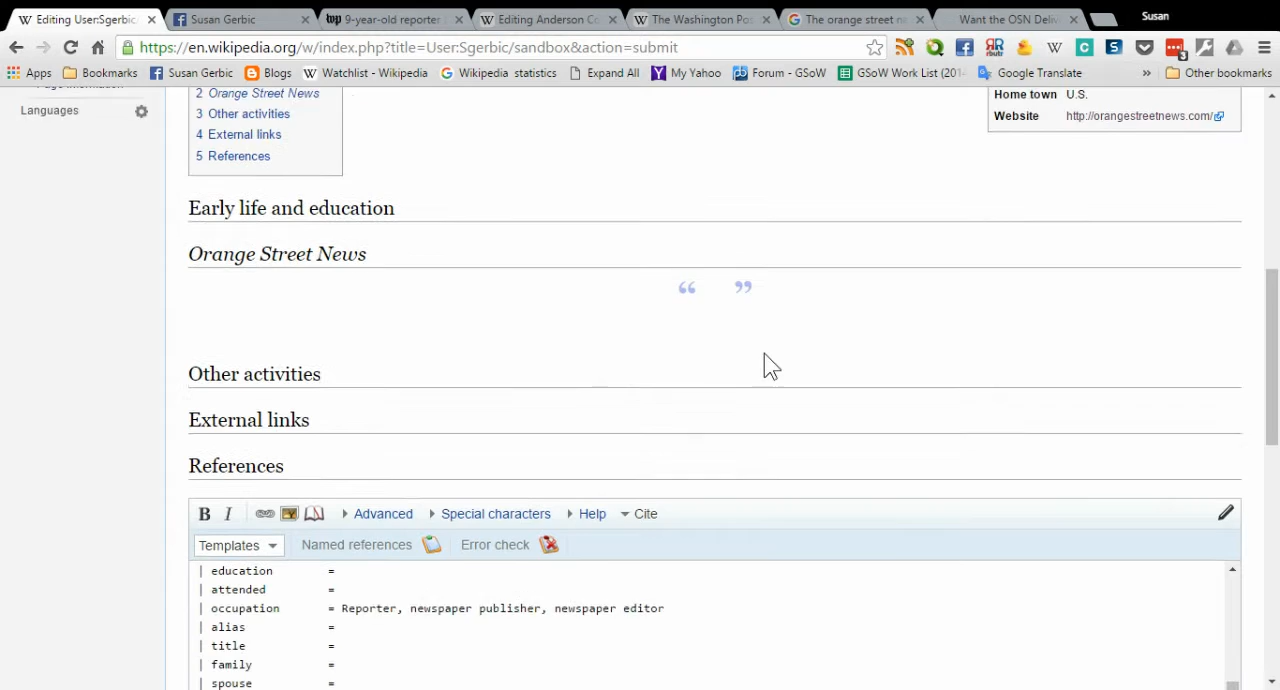 Editing User:Sgerbic
Susan Gerbic
wp 9-year-old reporter
Editing Anderson Co
The Washington Pos
The orange street ne
Want the OSN Deliv
Susan
https://en.wikipedia.org/w/index.php?title=User:Sgerbic/sandbox&action=submit
Apps Bookmarks Susan Gerbic Blogs Watchlist - Wikipedia Wikipedia statistics Expand All My Yahoo Forum - GSoW GSoW Work List (201 Google Translate » Other bookmarks
Languages
2 Orange Street News
3 Other activities
4 External links
5 References
Home town U.S.
Website http://orangestreetnews.com/
Early life and education
Orange Street News
“ ”
Other activities
External links
References
B I Advanced Special characters Help Cite
Templates Named references Error check
| education =
| attended =
| occupation = Reporter, newspaper publisher, newspaper editor
| alias =
| title =
| family =
| spouse =